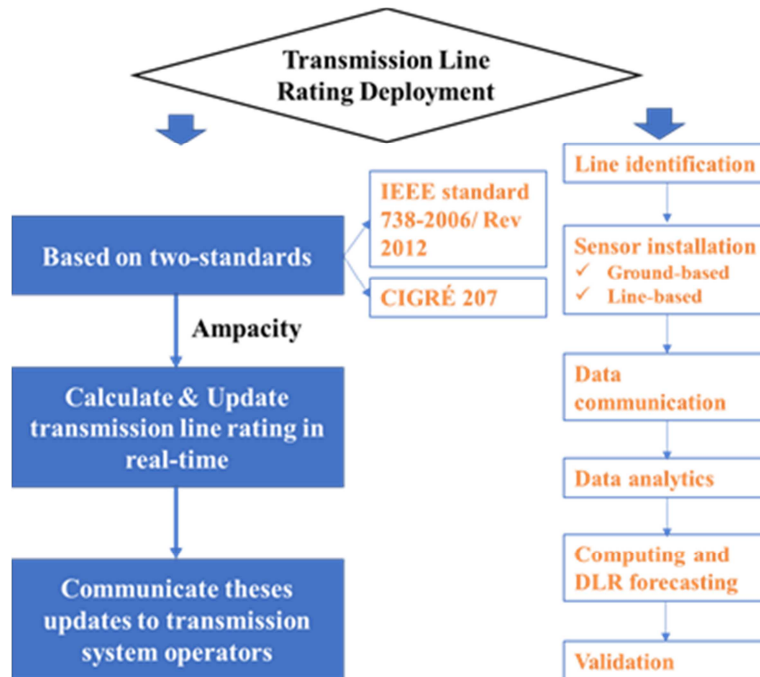 Transmission Line
Rating Deployment
Based on two-standards
IEEE standard
738-2006/ Rev
2012
CIGRÉ 207
Ampacity
Calculate & Update
transmission line rating in
real-time
Communicate theses
updates to transmission
system operators
Line identification
Sensor installation
✓ Ground-based
✓ Line-based
Data
communication
Data analytics
Computing and
DLR forecasting
Validation